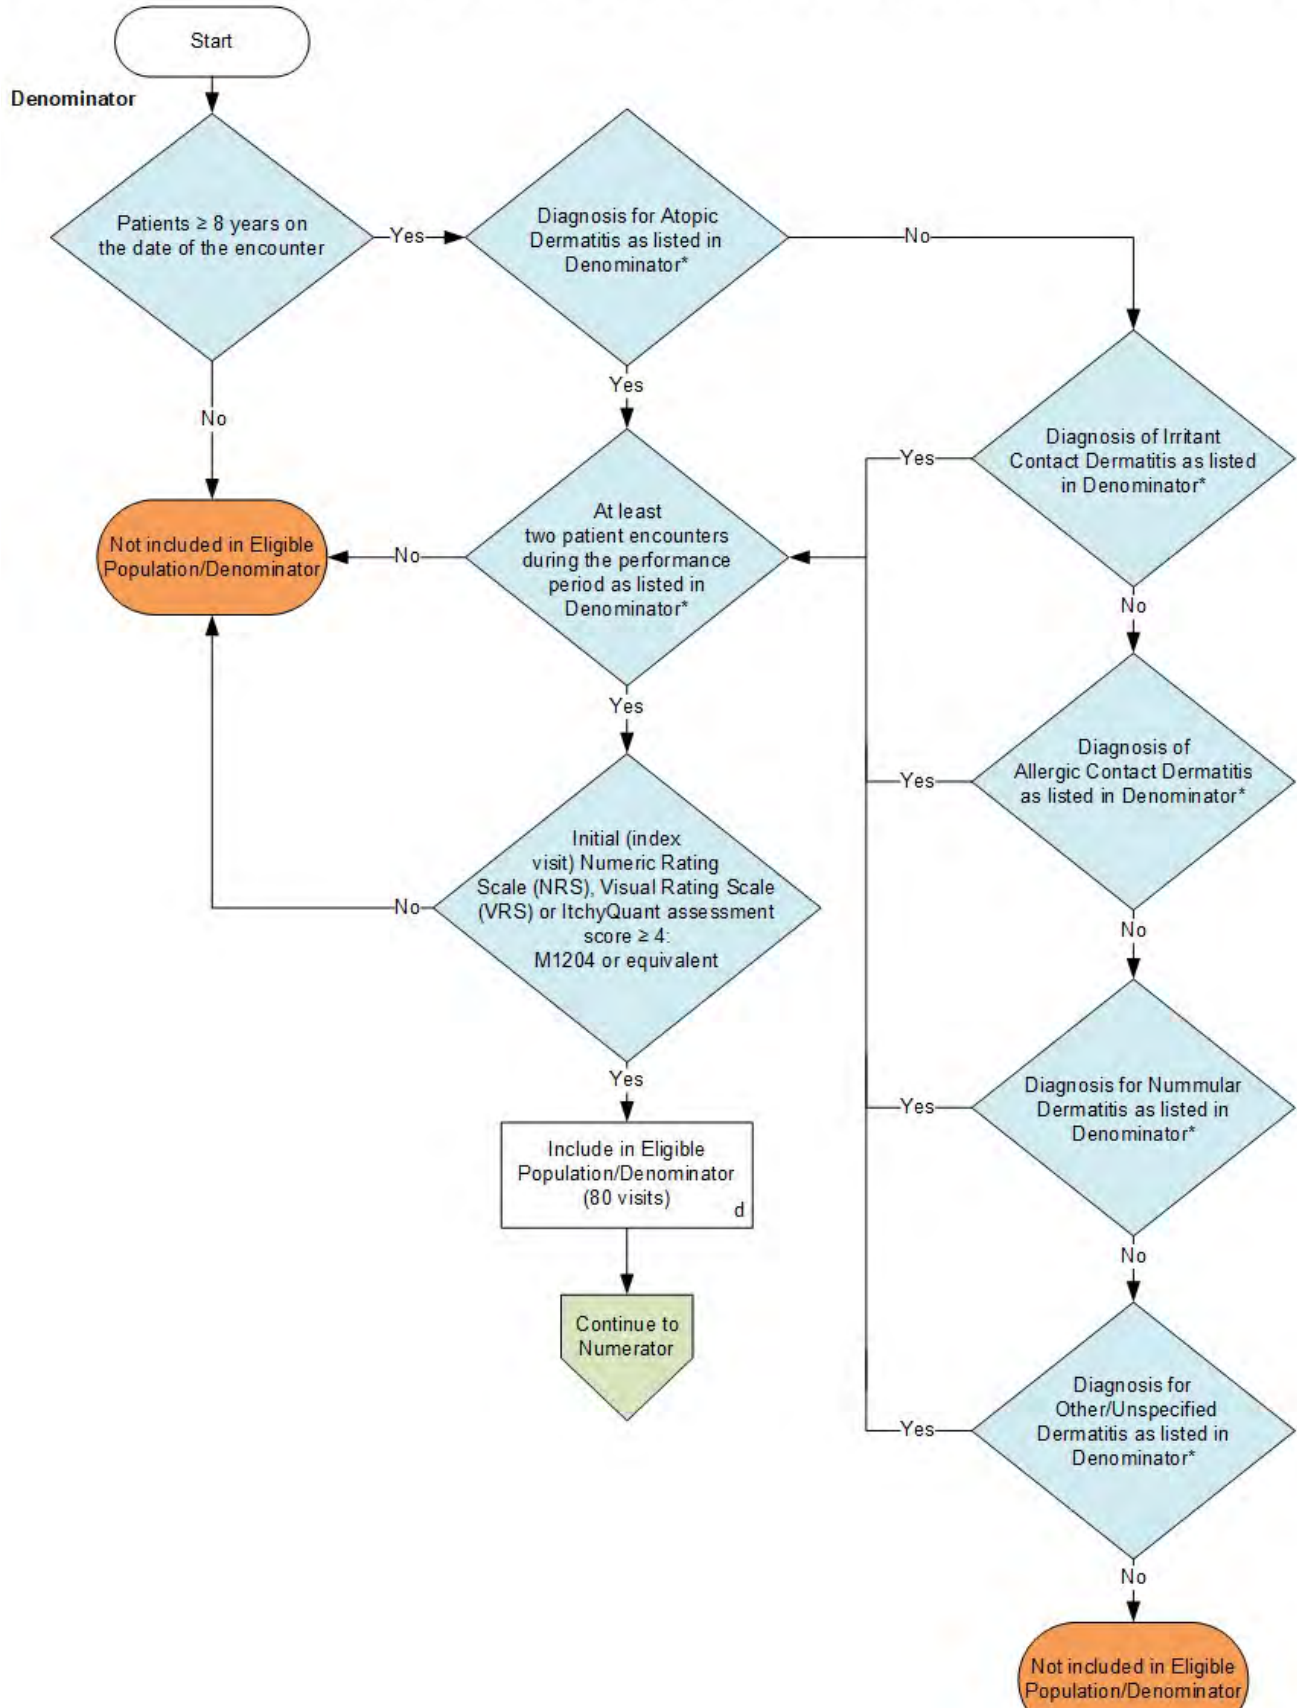 Start
Denominator
Patients ≥ 8 years on
the date of the encounter
Yes
Diagnosis for Atopic
Dermatitis as listed in
Denominator*
No
No
Yes
Diagnosis of Irritant
Contact Dermatitis as listed
in Denominator*
Yes
Not included in Eligible
Population/Denominator
No
At least
two patient encounters
during the performance
period as listed in
Denominator*
No
Yes
Diagnosis of
Allergic Contact Dermatitis
as listed in Denominator*
Yes
Initial (index
visit) Numeric Rating
Scale (NRS), Visual Rating Scale
(VRS) or ItchyQuant assessment
score ≥ 4:
M1204 or equivalent
No
No
Yes
Diagnosis for Nummular
Dermatitis as listed in
Denominator*
Yes
Include in Eligible
Population/Denominator
(80 visits)
d
No
Continue to
Numerator
Diagnosis for
Other/Unspecified
Dermatitis as listed in
Denominator*
Yes
No
Not included in Eligible
Population/Denominator